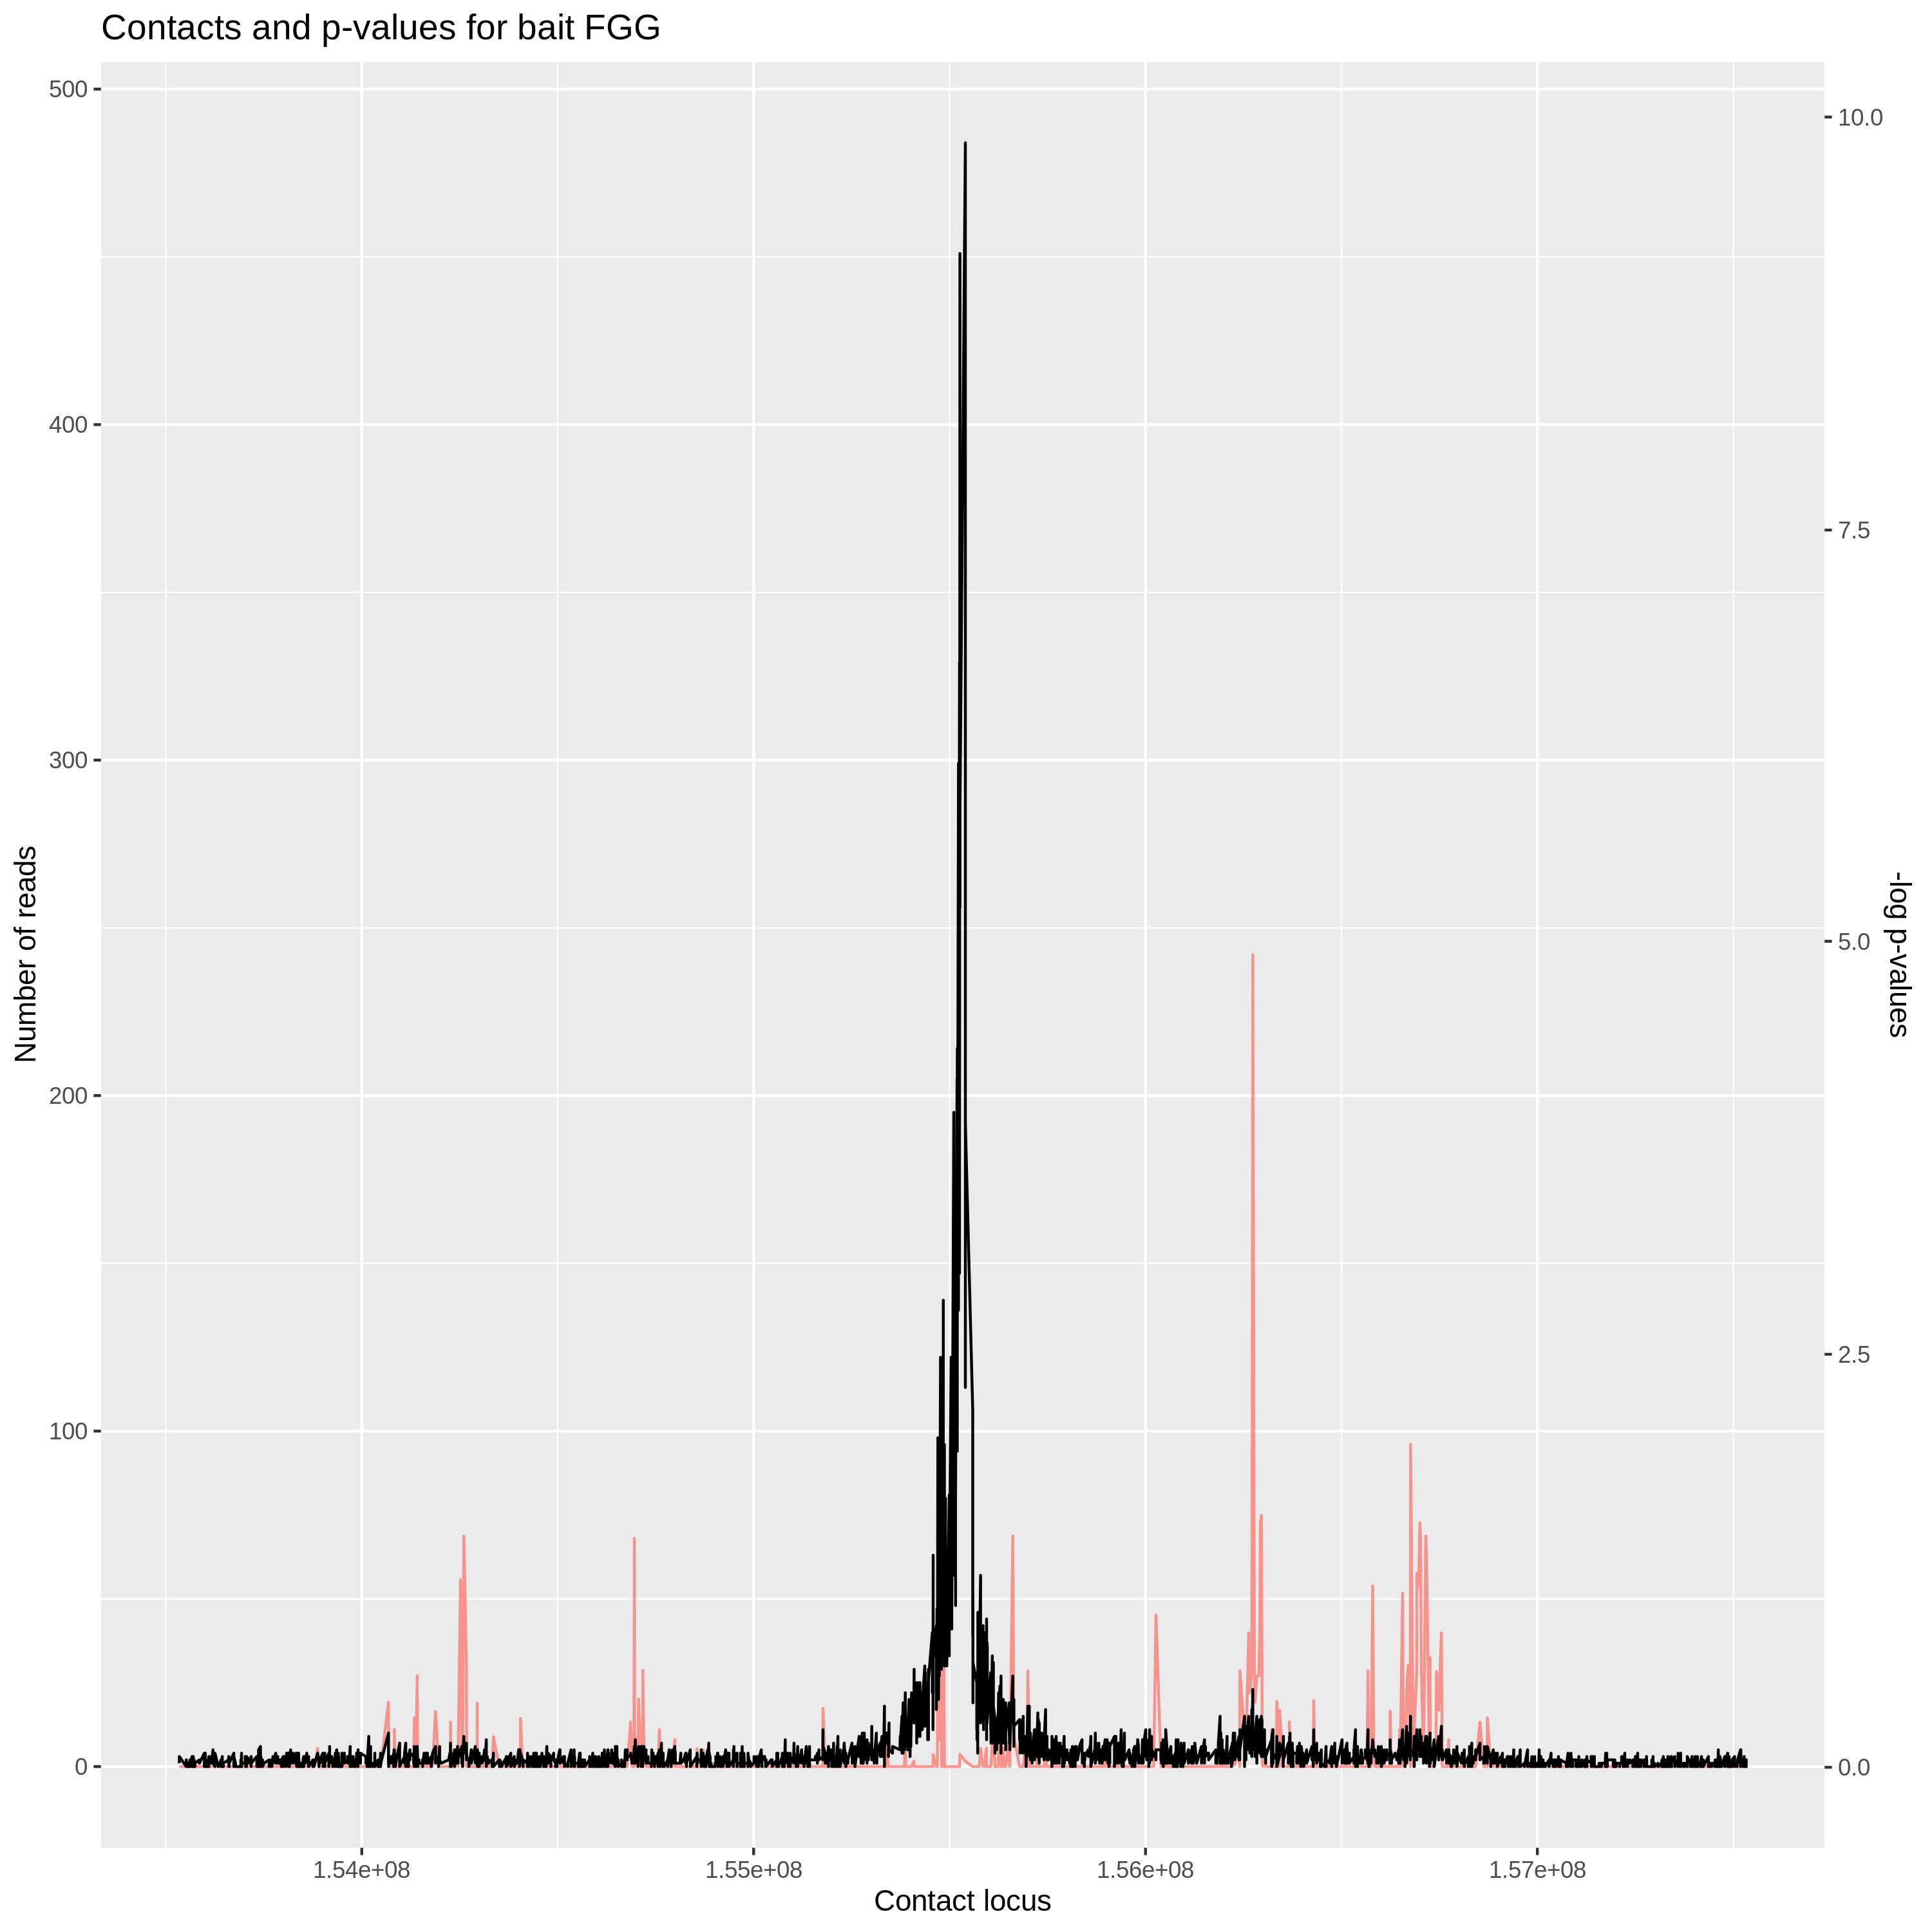 Contacts and p-values for bait FGG
500
400
300
200
100
0
10.0
7.5
5.0
2.5
0.0
Number of reads
-log p-values
1.54e+08
1.55e+08
1.56e+08
1.57e+08
Contact locus